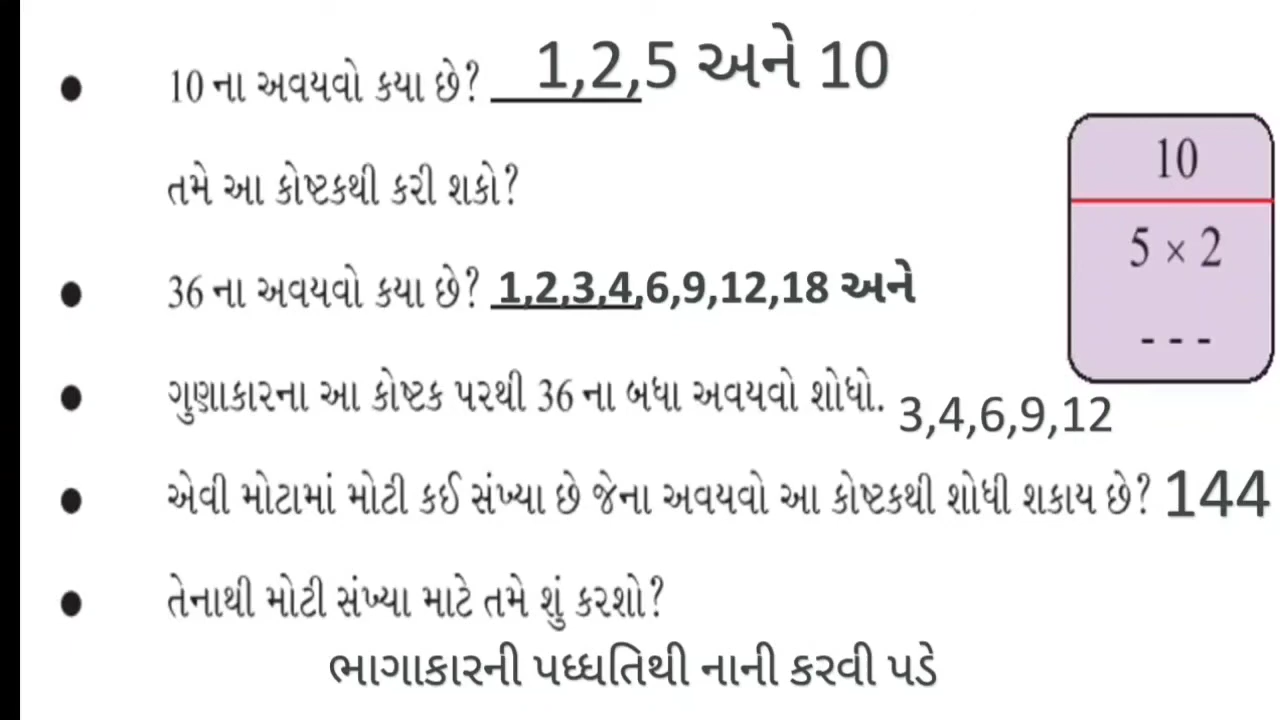 ● 10 ના અવયવો કયા છે? 1,2,5 અને 10
તમે આ કોષ્ટકથી કરી શકો?
● 36 ના અવયવો કયા છે? 1,2,3,4,6,9,12,18 અને
● ગુણાકારના આ કોષ્ટક પરથી 36 ના બધા અવયવો શોધો. 3,4,6,9,12
● એવી મોટામાં મોટી કઈ સંખ્યા છે જેના અવયવો આ કોષ્ટકથી શોધી શકાય છે? 144
● તેનાથી મોટી સંખ્યા માટે તમે શું કરશો?
ભાગાકારની પધ્ધતિથી નાની કરવી પડે
10
5 × 2
- - -